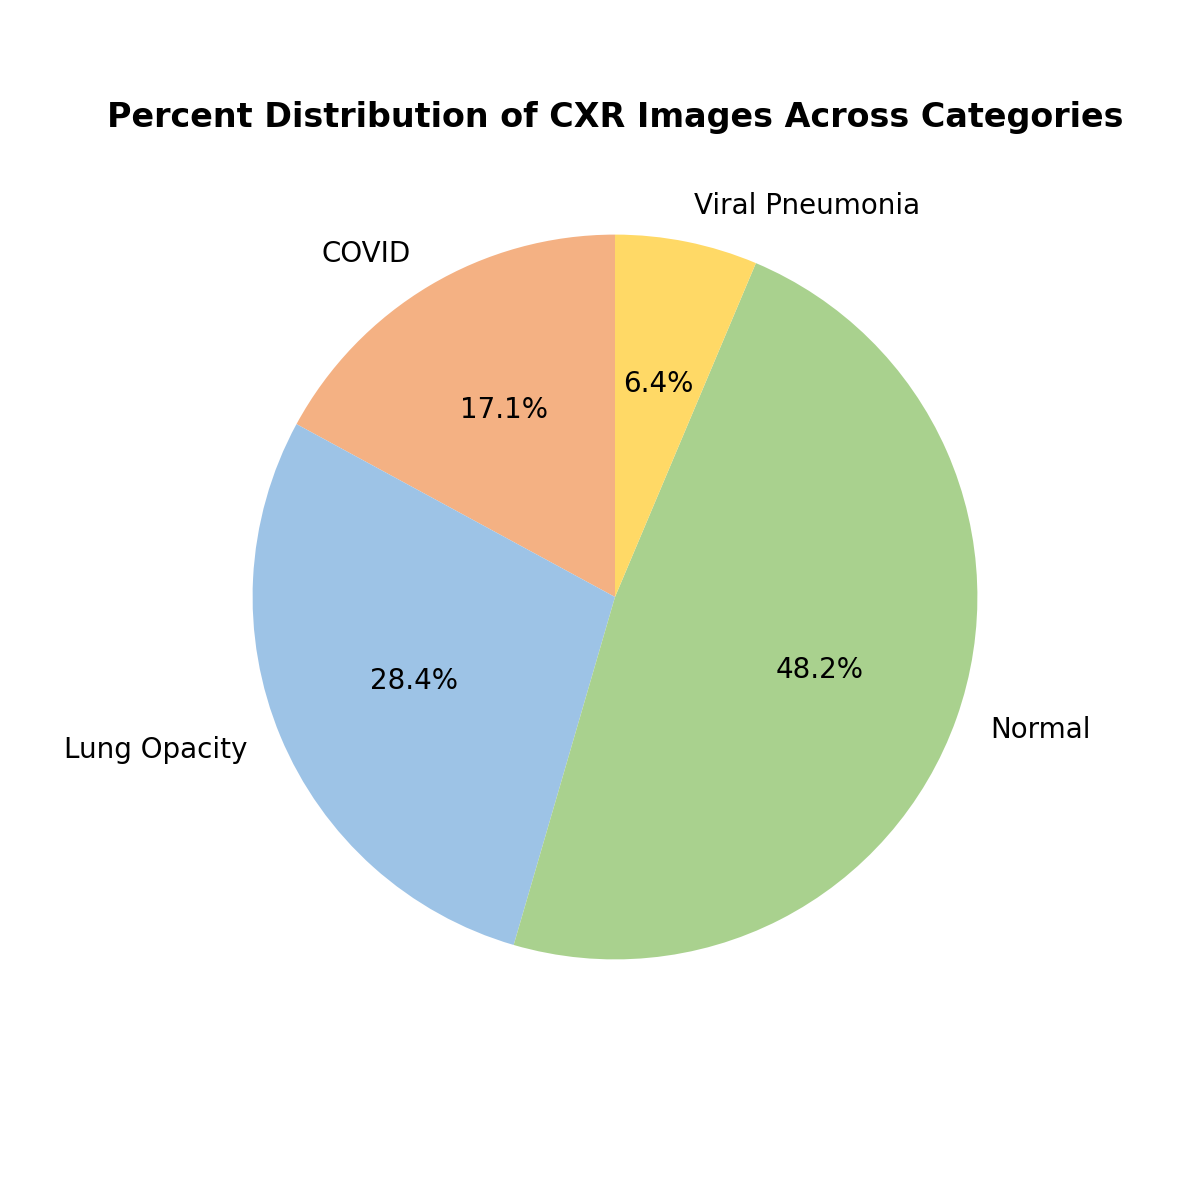 Percent Distribution of CXR Images Across Categories
Viral Pneumonia
COVID
6.4%
17.1%
48.2%
28.4%
Normal
Lung Opacity